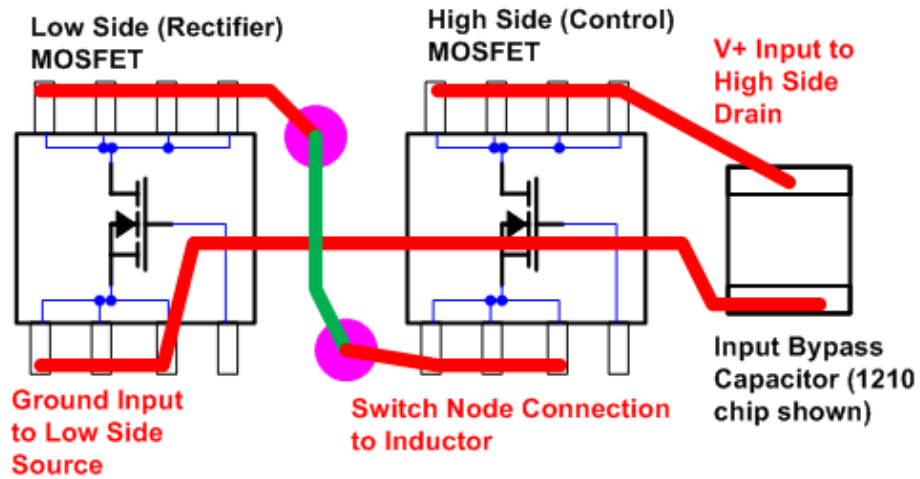 Low Side (Rectifier)
MOSFET
High Side (Control)
MOSFET
V+ Input to
High Side
Drain
Ground Input
to Low Side
Source
Switch Node Connection
to Inductor
Input Bypass
Capacitor (1210
chip shown)